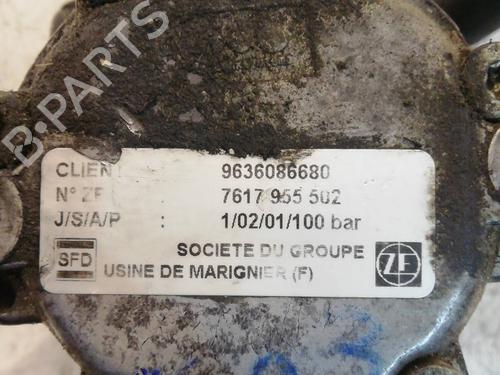 B-PARTS
CLIEN 9636086680
N° ZF 7617 955 502
J/S/A/P : 1/02/01/100 bar
SFD SOCIETE DU GROUPE ZF
USINE DE MARIGNIER (F)